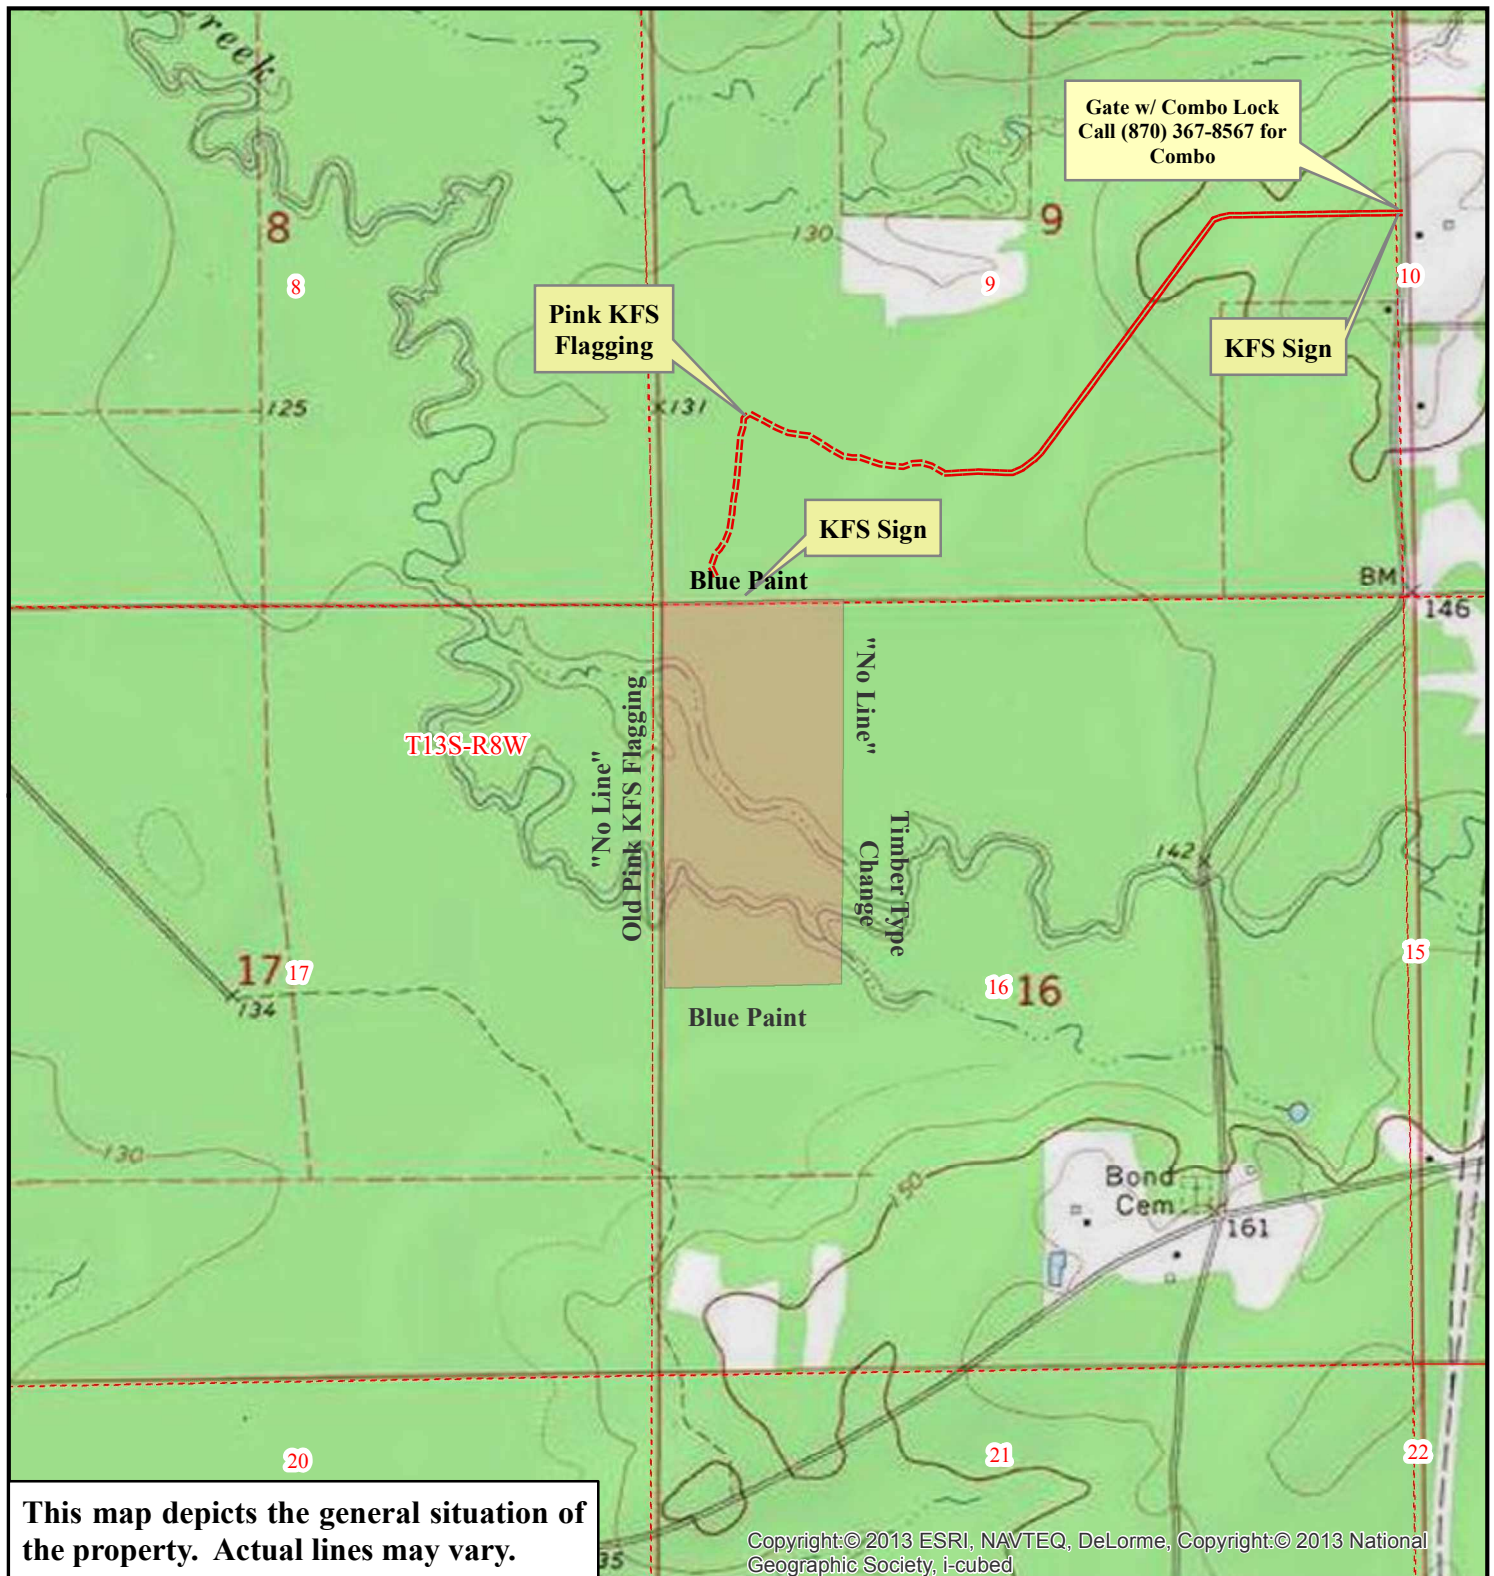 reek
Gate w/ Combo Lock
Call (870) 367-8567 for
Combo
8
9
130
8
9
10
Pink KFS
Flagging
KFS Sign
125
x131
KFS Sign
Blue Paint
BM
146
"No Line"
"No Line"
Old Pink KFS Flagging
T13S-R8W
Timber Type
Change
142
17
17
134
16
16
15
Blue Paint
130
150
Bond
Cem
161
20
21
22
This map depicts the general situation of
the property. Actual lines may vary.
35
Copyright:© 2013 ESRI, NAVTEQ, DeLorme, Copyright:© 2013 National
Geographic Society, i-cubed